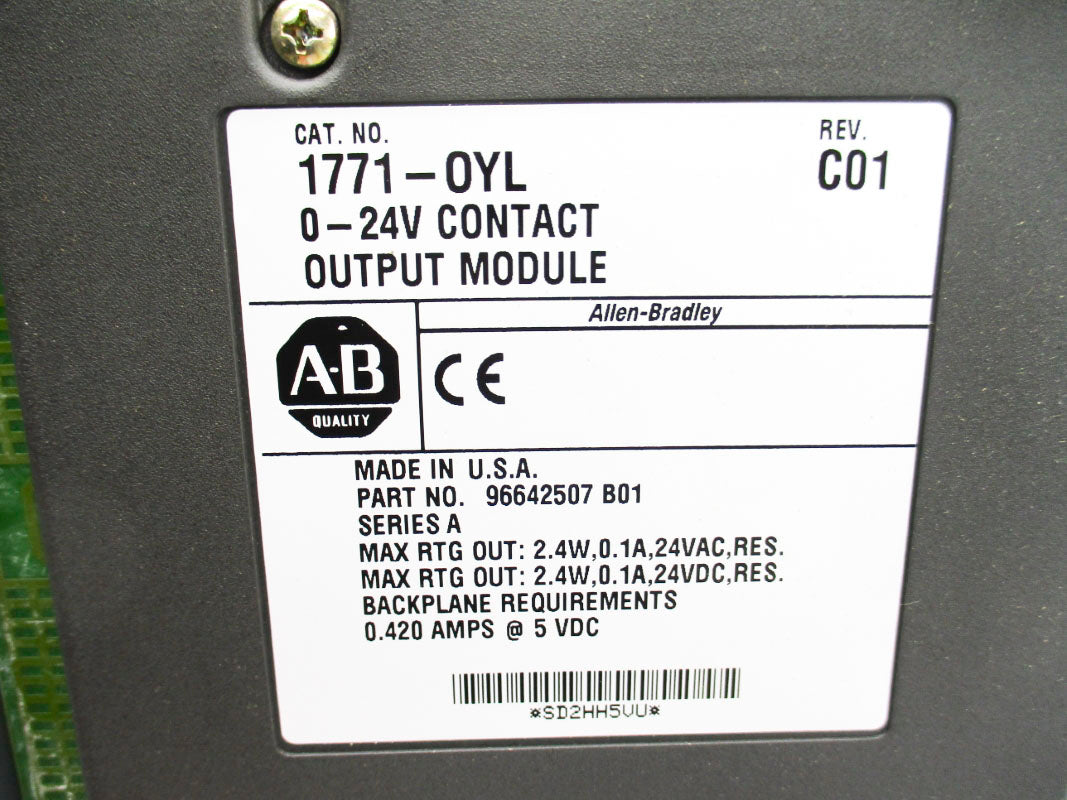 CAT. NO.
REV.
1771-OYL
C01
0-24V CONTACT
OUTPUT MODULE
Allen-Bradley
A-B
QUALITY
CE
MADE IN U.S.A.
PART NO. 96642507 B01
SERIES A
MAX RTG OUT: 2.4W,0.1A,24VAC,RES.
MAX RTG OUT: 2.4W,0.1A,24VDC,RES.
BACKPLANE REQUIREMENTS
0.420 AMPS @ 5 VDC
*SD2HH5VU*